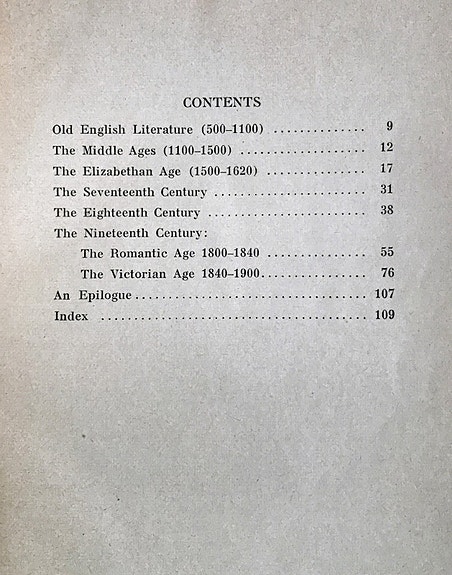 CONTENTS
Old English Literature (500–1100) .............. 9
The Middle Ages (1100–1500) ................... 12
The Elizabethan Age (1500–1620) ............... 17
The Seventeenth Century ....................... 31
The Eighteenth Century ........................ 38
The Nineteenth Century:
The Romantic Age 1800–1840 ............... 55
The Victorian Age 1840–1900................ 76
An Epilogue................................... 107
Index ........................................ 109